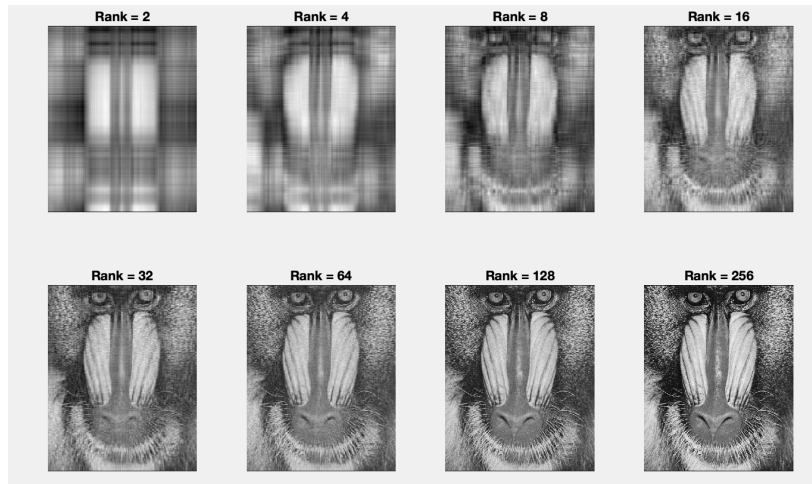 Rank = 2
Rank = 4
Rank = 8
Rank = 16
Rank = 32
Rank = 64
Rank = 128
Rank = 256